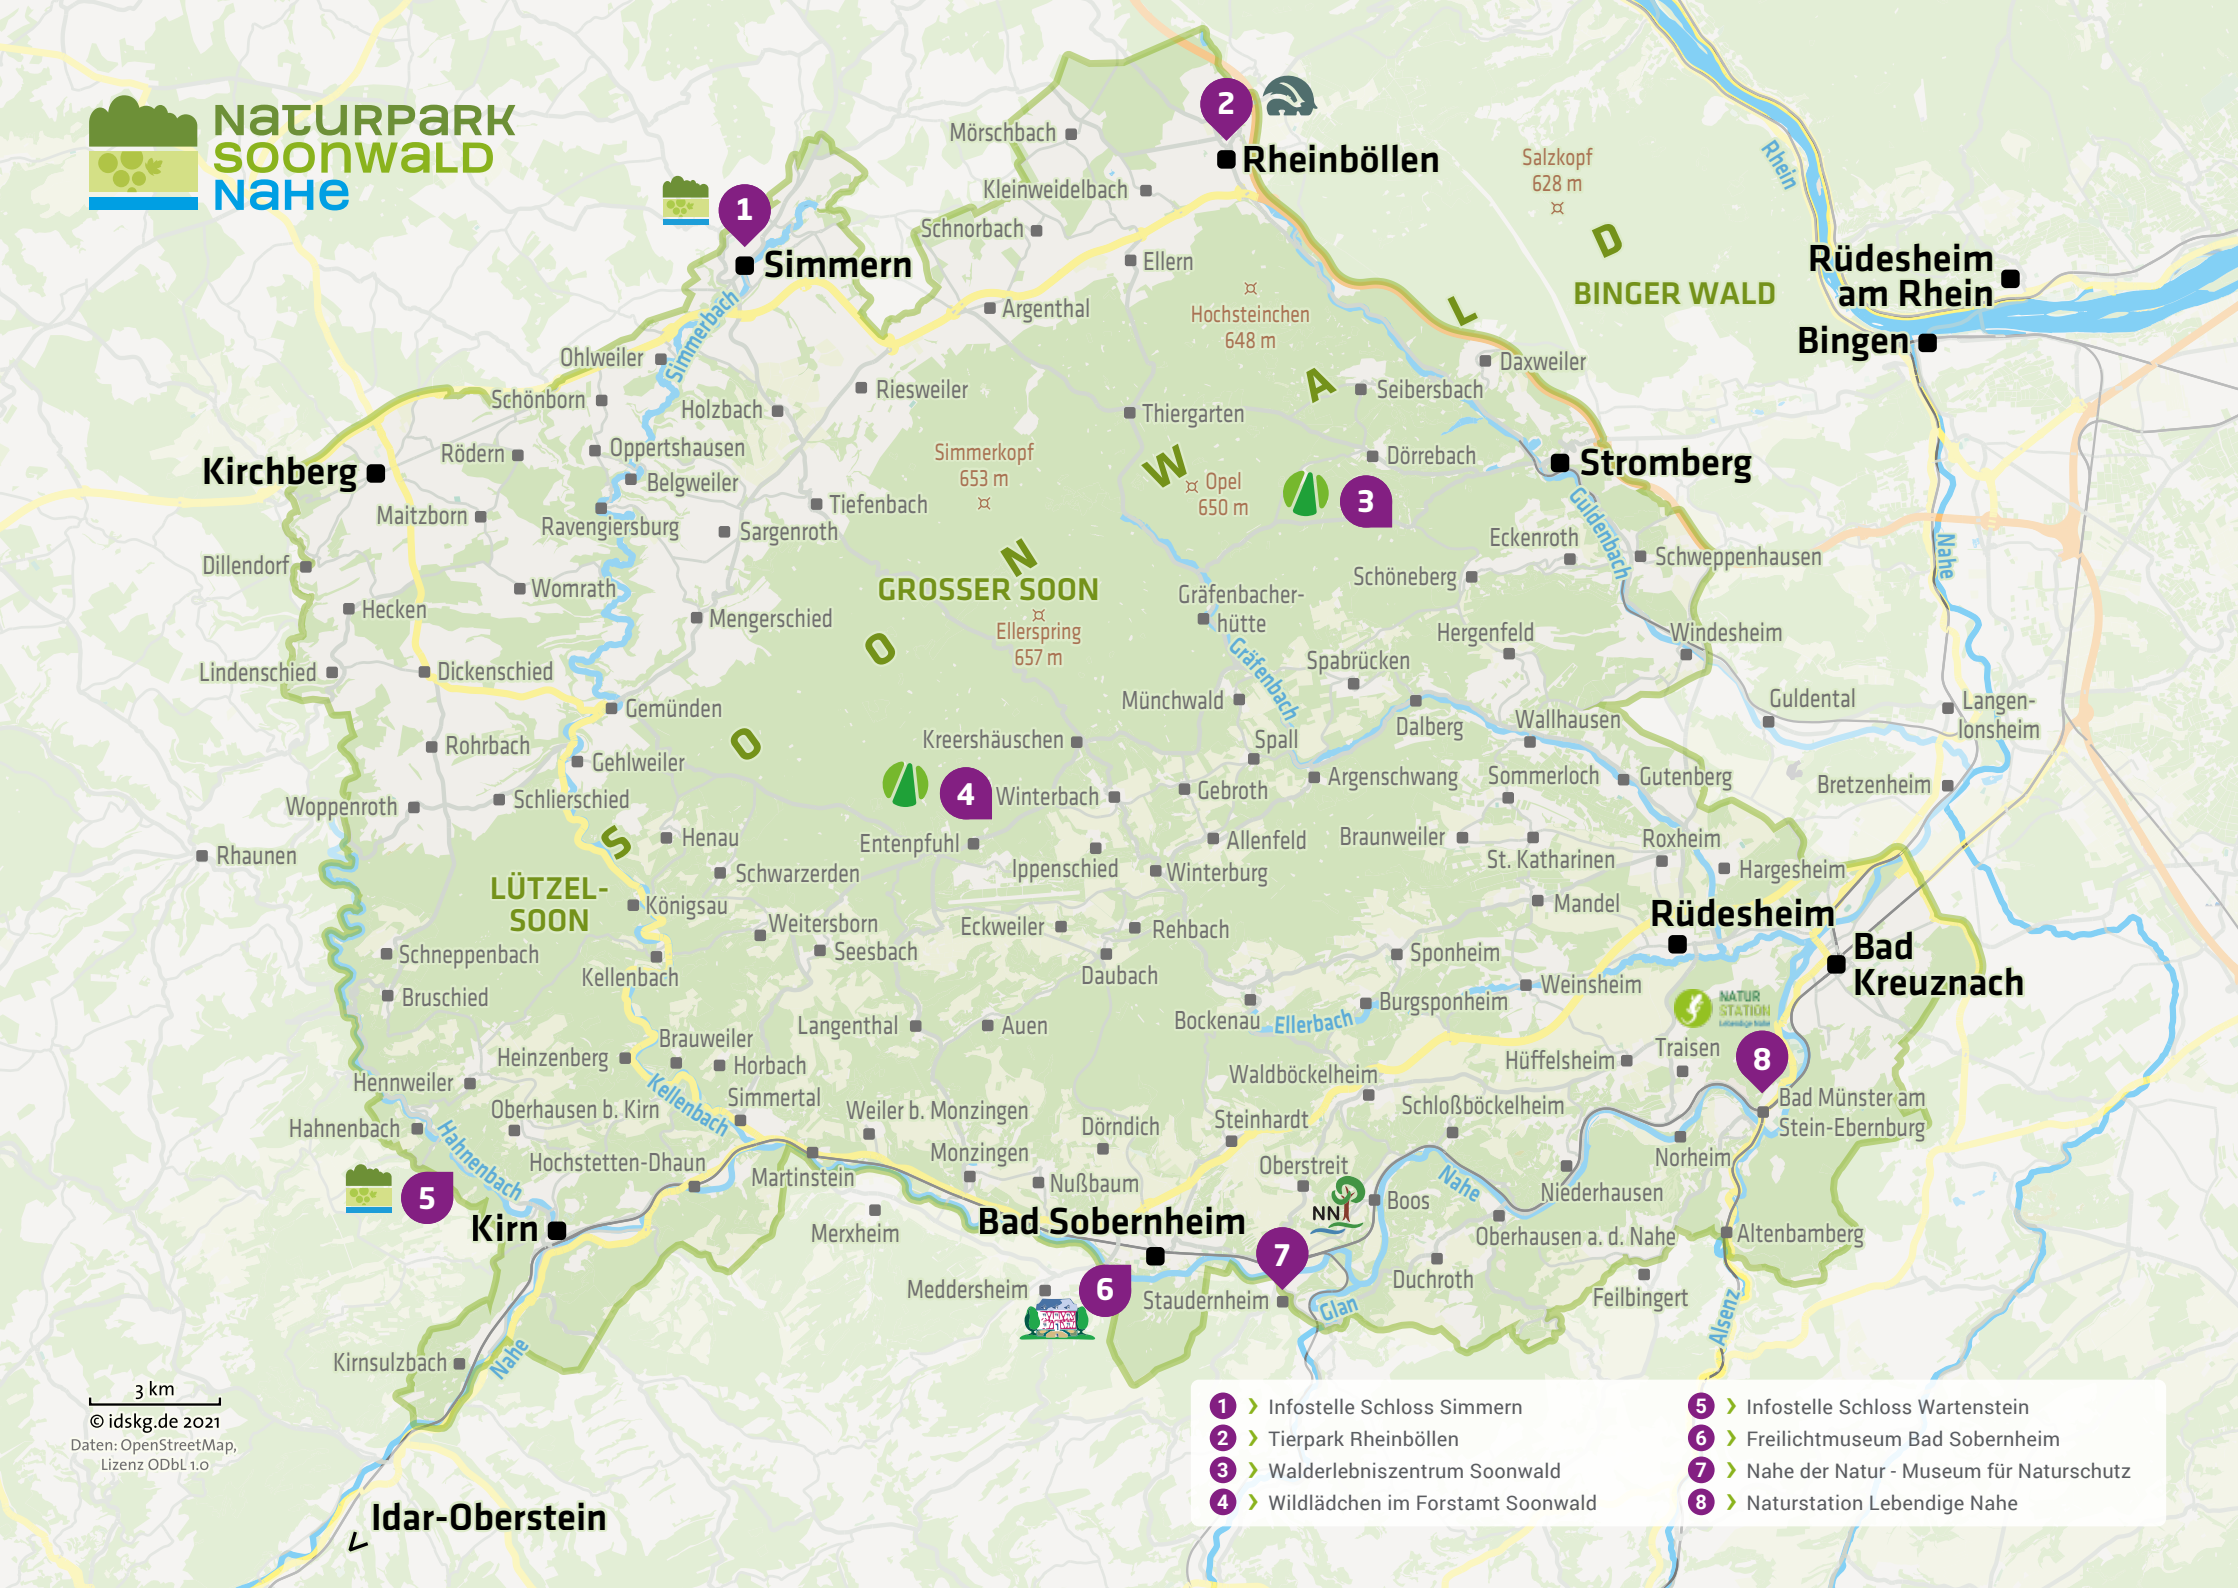 NATURPARK
SOONWALD
NAHE
1
2
Mörschbach
Rheinböllen
Kleinweidelbach
Schnorbach
Simmern
Ellern
Argenthal
Simmerbach
Salzkopf
628 m
Rhein
D
BINGER WALD
Rüdesheim
am Rhein
Bingen
Hochsteinchen
648 m
L
Ohlweiler
Schönborn
Holzbach
Riesweiler
A
Seibersbach
Daxweiler
Thiergarten
Kirchberg
Rödern
Oppertshausen
Belgweiler
Simmerkopf
653 m
W
Opel
650 m
Dörrebach
3
Stromberg
Maitzborn
Ravengiersburg
Tiefenbach
Sargenroth
Guldenbach
Nahe
Dillendorf
Hecken
Womrath
Mengerschied
N
GROSSER SOON
Ellerspring
657 m
O
Eckenroth
Schweppenhausen
Schöneberg
Gräfenbacher-
hütte
Gräfenbach
Hergenfeld
Windesheim
Spabrücken
Lindenschied
Dickenschied
Gemünden
Münchwald
Dalberg
Wallhausen
Guldental
Langen-
lonsheim
Rohrbach
Gehlweiler
O
Kreershäuschen
Spall
Argenschwang
Sommerloch
Gutenberg
Bretzenheim
Woppenroth
Schlierschied
4
Winterbach
Gebroth
Rhaunen
S
Henau
Entenpfuhl
Ippenschied
Allenfeld
Braunweiler
St. Katharinen
Roxheim
Hargesheim
LÜTZEL-
SOON
Schwarzerden
Winterburg
Königsau
Weitersborn
Seesbach
Eckweiler
Rehbach
Daubach
Mandel
Rüdesheim
Bad
Kreuznach
Schneppenbach
Kellenbach
Sponheim
Weinsheim
Bruschied
Langenthal
Auen
Bockenau
Ellerbach
Burgsponheim
NATUR
STATION
Lebendige Nahe
Heinzenberg
Brauweiler
Horbach
Hüffelsheim
Traisen
8
Hennweiler
Kellenbach
Simmertal
Waldböckelheim
Oberhausen b. Kirn
Weiler b. Monzingen
Dörndich
Steinhardt
Schloßböckelheim
Bad Münster am
Stein-Ebernburg
Hahnenbach
Hahnenbach
Hochstetten-Dhaun
Martinstein
Monzingen
Nußbaum
Oberstreit
Nahe
Norheim
Niederhausen
5
Kirn
Merxheim
Bad Sobernheim
NN
Boos
Oberhausen a. d. Nahe
Altenbamberg
7
Meddersheim
6
Staudernheim
Duchroth
Feilbingert
Glan
Alsenz
Kirnsulzbach
Nahe
3 km
© idskg.de 2021
Daten: OpenStreetMap,
Lizenz ODbL 1.0
Idar-Oberstein
1 › Infostelle Schloss Simmern
2 › Tierpark Rheinböllen
3 › Walderlebniszentrum Soonwald
4 › Wildlädchen im Forstamt Soonwald
5 › Infostelle Schloss Wartenstein
6 › Freilichtmuseum Bad Sobernheim
7 › Nahe der Natur - Museum für Naturschutz
8 › Naturstation Lebendige Nahe